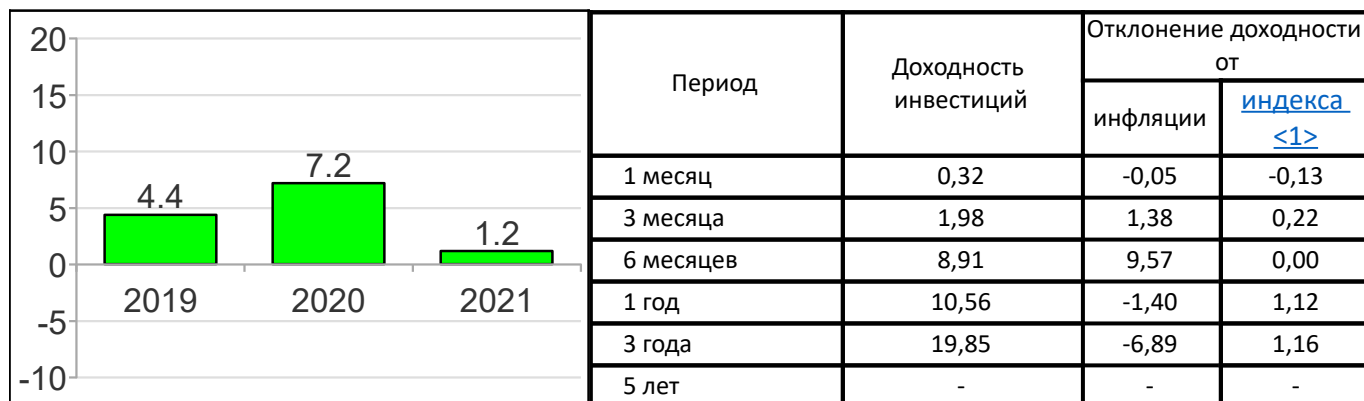 20
15
10
5
0
-5
-10
4.4
7.2
1.2
2019
2020
2021
Период
Доходность
инвестиций
Отклонение доходности
от
инфляции
индекса
<1>
1 месяц 0,32 -0,05 -0,13
3 месяца 1,98 1,38 0,22
6 месяцев 8,91 9,57 0,00
1 год 10,56 -1,40 1,12
3 года 19,85 -6,89 1,16
5 лет - - -